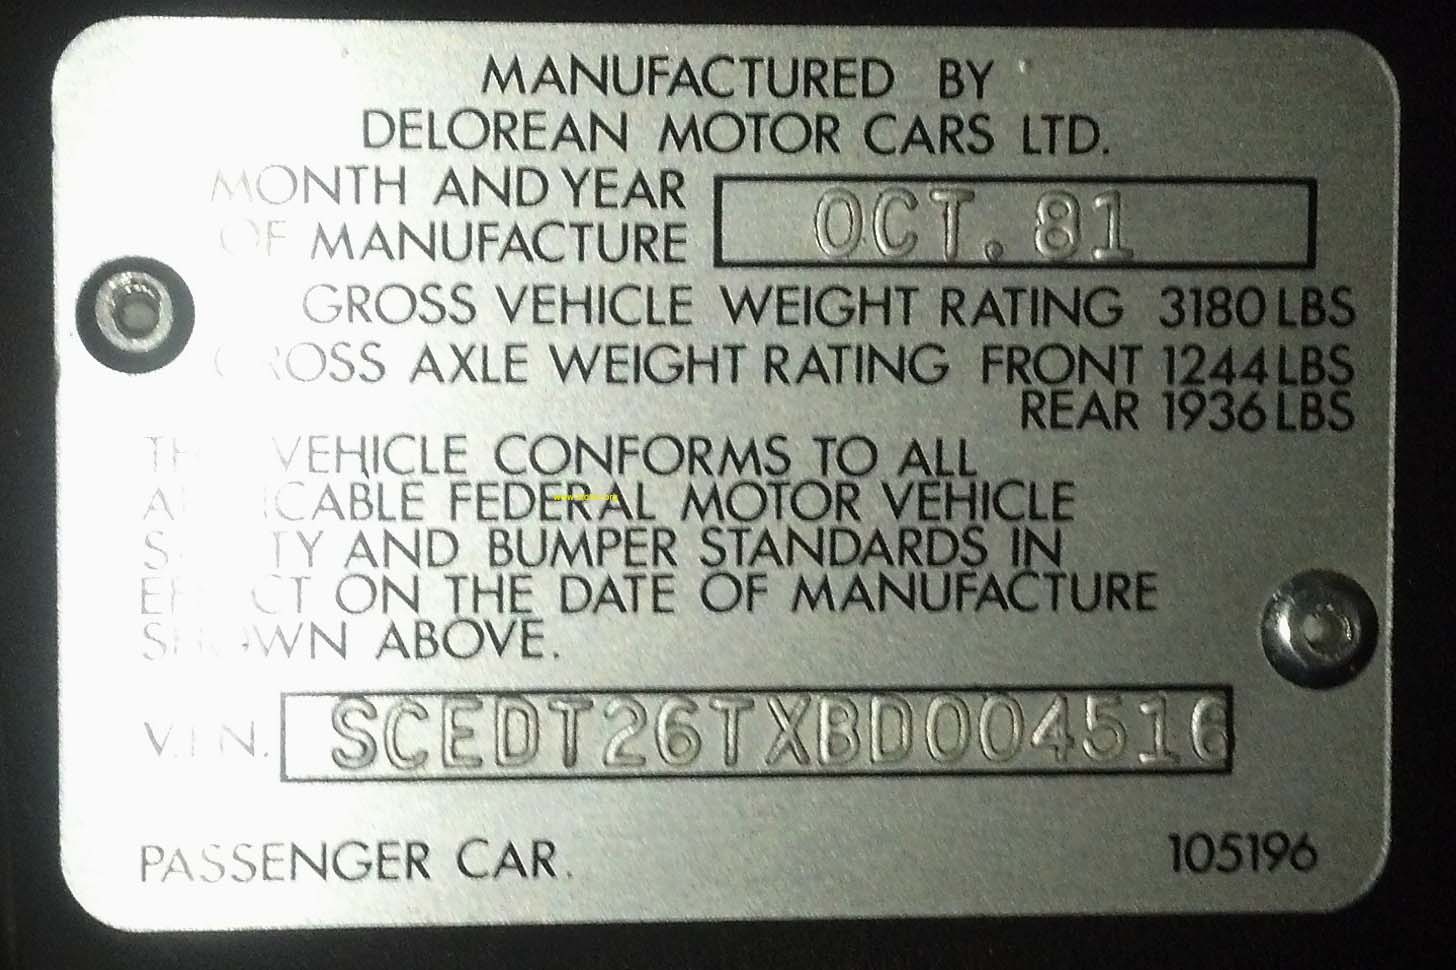 MANUFACTURED BY
DELOREAN MOTOR CARS LTD.
MONTH AND YEAR
OF MANUFACTURE
OCT. 81
GROSS VEHICLE WEIGHT RATING 3180 LBS
GROSS AXLE WEIGHT RATING FRONT 1244 LBS
REAR 1936 LBS
VEHICLE CONFORMS TO ALL
FEDERAL MOTOR VEHICLE
AND BUMPER STANDARDS IN
EFFECT ON THE DATE OF MANUFACTURE
SHOWN ABOVE.
V.I.N. SCEDT26TXBD004516
PASSENGER CAR.
105196